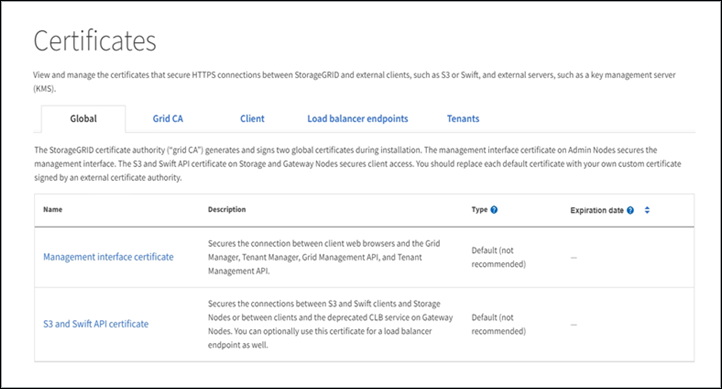 Certificates
View and manage the certificates that secure HTTPS connections between StorageGRID and external clients, such as S3 or Swift, and external servers, such as a key management server
(KMS).
Global Grid CA Client Load balancer endpoints Tenants
The StorageGRID certificate authority ("grid CA") generates and signs two global certificates during installation. The management interface certificate on Admin Nodes secures the
management interface. The S3 and Swift API certificate on Storage and Gateway Nodes secures client access. You should replace each default certificate with your own custom certificate
signed by an external certificate authority.
Name Description Type Expiration date
Management interface certificate
Secures the connection between client web browsers and the Grid
Manager, Tenant Manager, Grid Management API, and Tenant
Management API.
Default (not
recommended)
—
S3 and Swift API certificate
Secures the connections between S3 and Swift clients and Storage
Nodes or between clients and the deprecated CLB service on Gateway
Nodes. You can optionally use this certificate for a load balancer
endpoint as well.
Default (not
recommended)
—